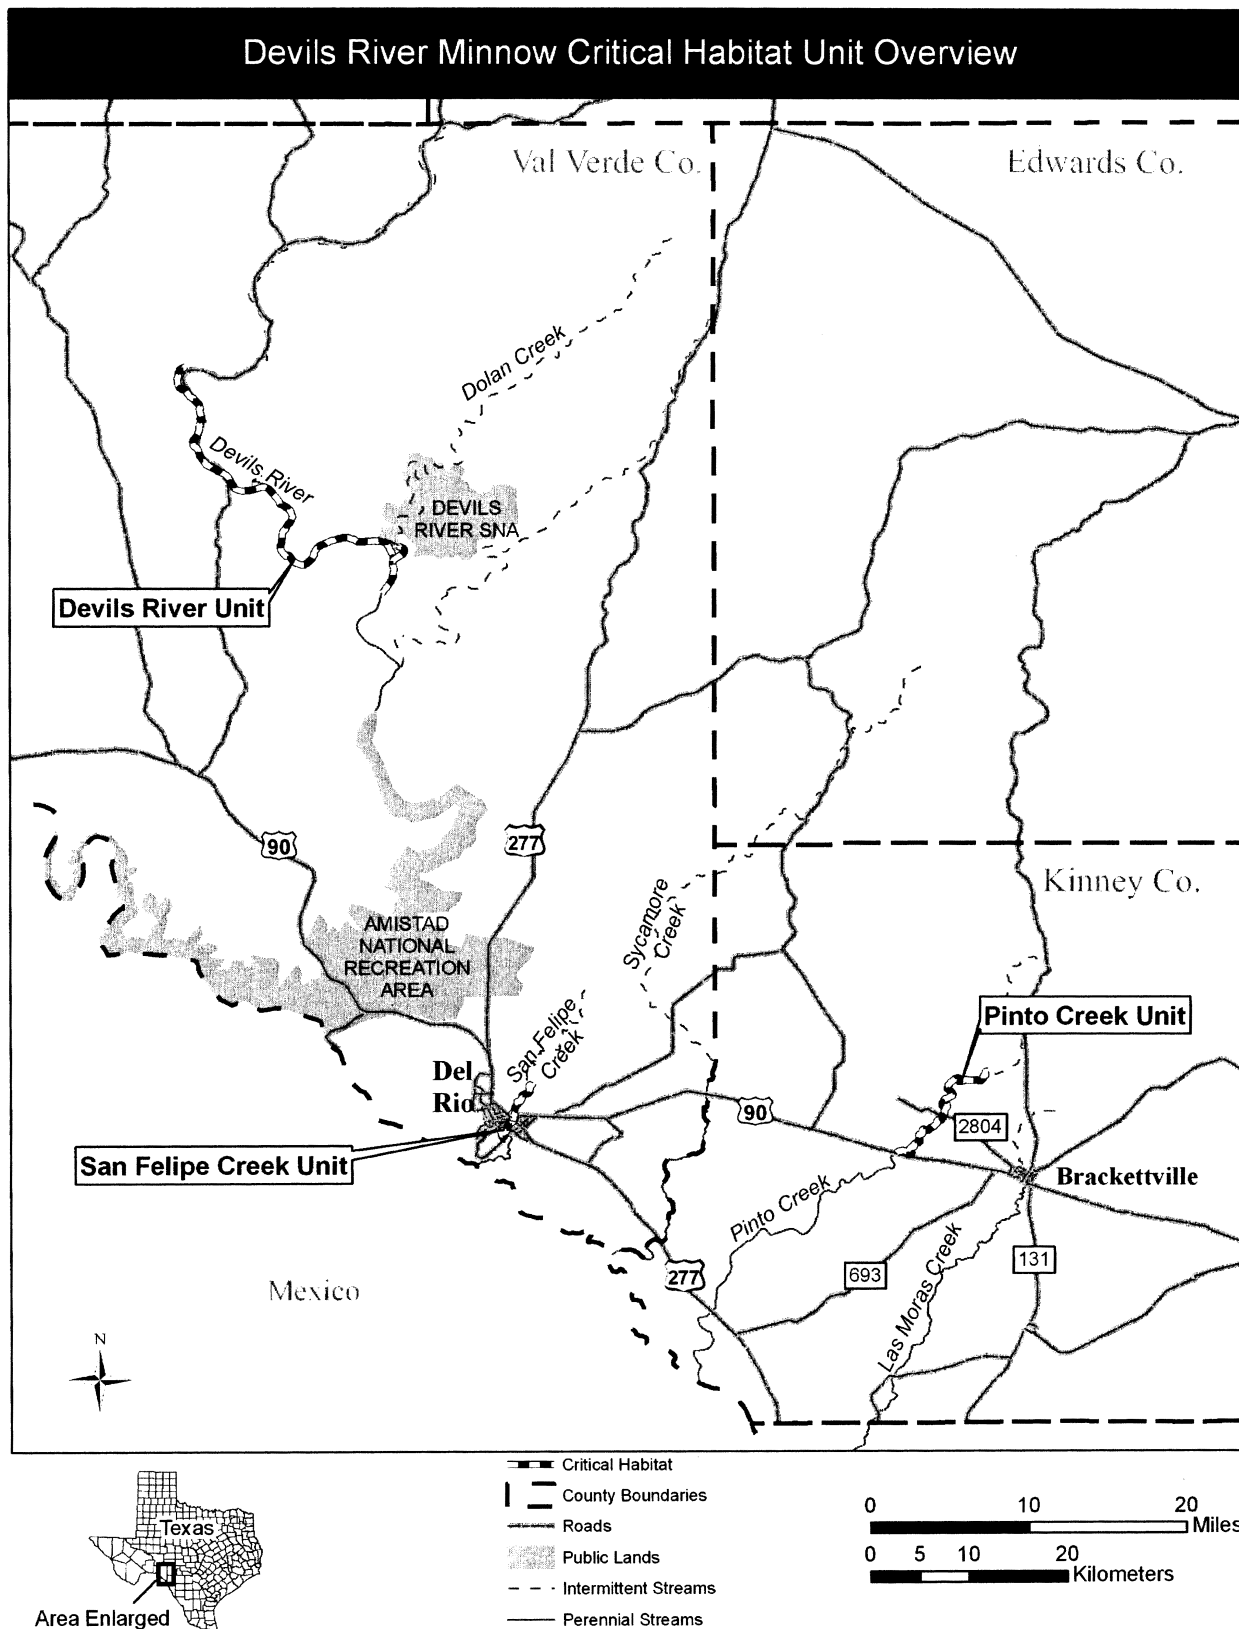 Devils River Minnow Critical Habitat Unit Overview
Val Verde Co.
Edwards Co.
Dolan Creek
Devils River
DEVILS
RIVER SNA
Devils River Unit
90
277
Kinney Co.
Sycamore
Creek
AMISTAD
NATIONAL
RECREATION
AREA
San Felipe
Creek
Pinto Creek Unit
Del
Rio
90
2804
San Felipe Creek Unit
Brackettville
Pinto Creek
Mexico
277
693
131
Las Moras Creek
N
Texas
Area Enlarged
Critical Habitat
County Boundaries
Roads
Public Lands
Intermittent Streams
Perennial Streams
0 10 20
Miles
0 5 10 20
Kilometers